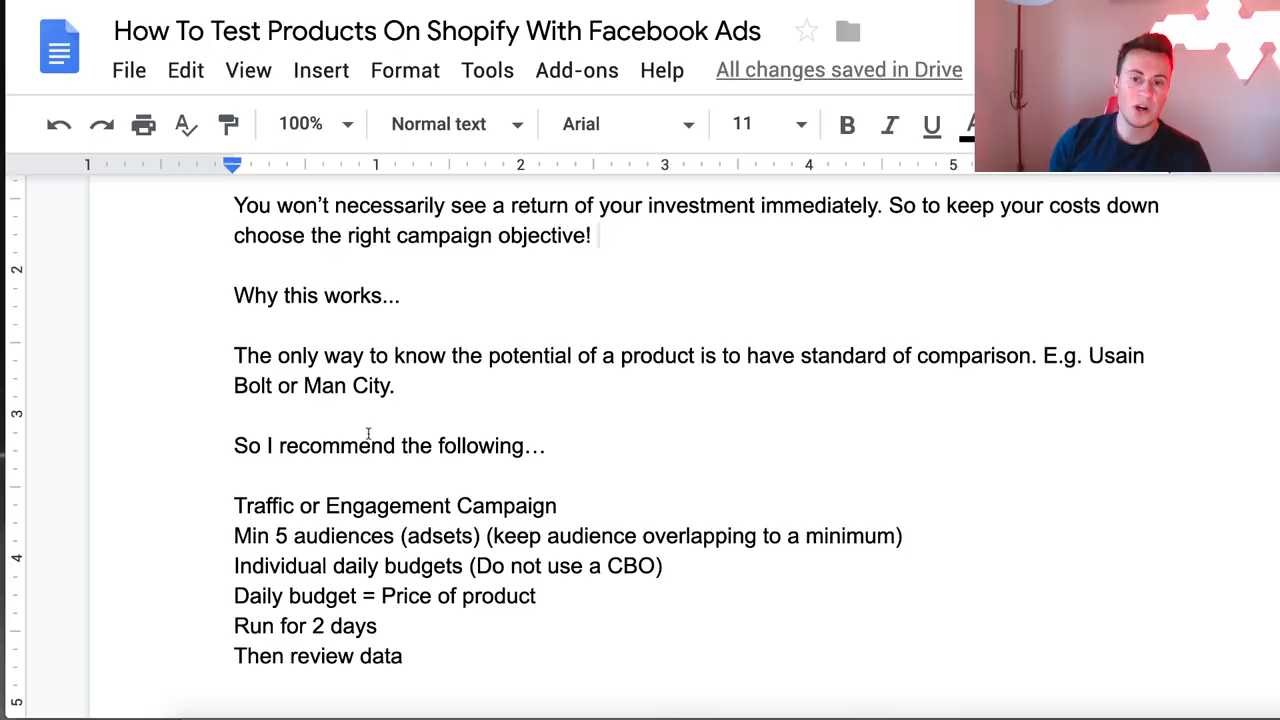 How To Test Products On Shopify With Facebook Ads
File Edit View Insert Format Tools Add-ons Help All changes saved in Drive
100% Normal text Arial 11 B I U A
1 1 2 3 4 5
You won’t necessarily see a return of your investment immediately. So to keep your costs down
choose the right campaign objective!
2
Why this works...
The only way to know the potential of a product is to have standard of comparison. E.g. Usain
Bolt or Man City.
3
So I recommend the following…
Traffic or Engagement Campaign
Min 5 audiences (adsets) (keep audience overlapping to a minimum)
4
Individual daily budgets (Do not use a CBO)
Daily budget = Price of product
Run for 2 days
Then review data
5